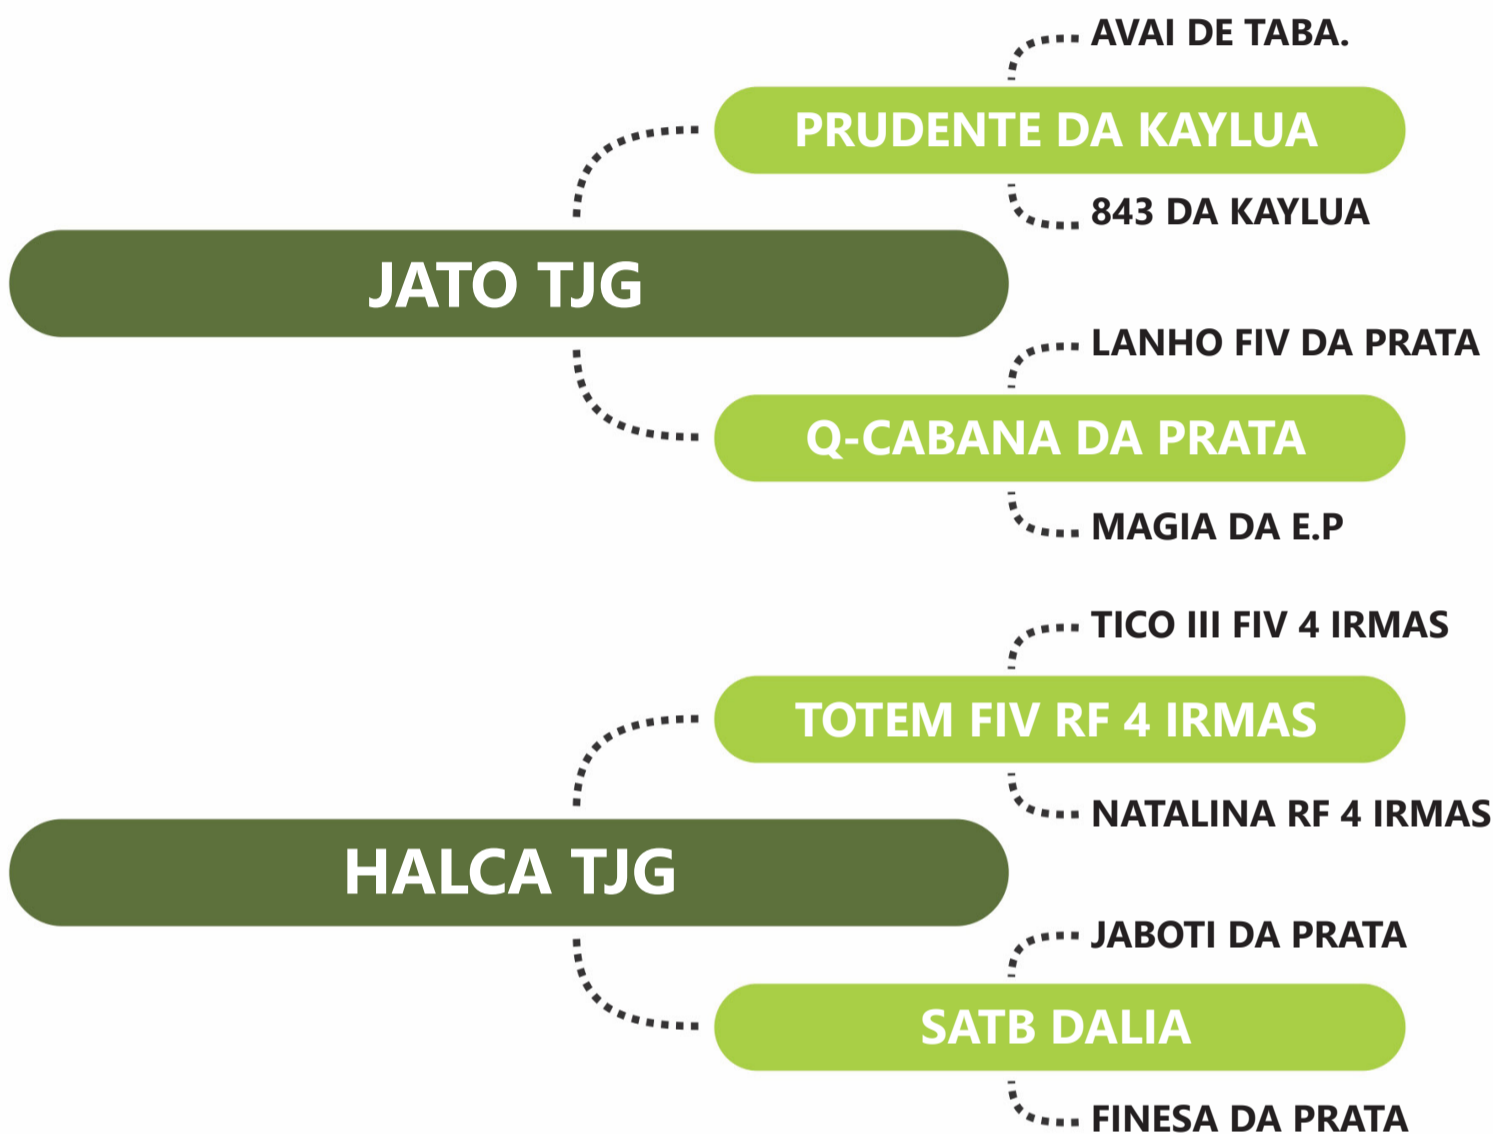 AVAI DE TABA.
PRUDENTE DA KAYLUA
843 DA KAYLUA
JATO TJG
LANHO FIV DA PRATA
Q-CABANA DA PRATA
MAGIA DA E.P
TICO III FIV 4 IRMAS
TOTEM FIV RF 4 IRMAS
NATALINA RF 4 IRMAS
HALCA TJG
JABOTI DA PRATA
SATB DALIA
FINESA DA PRATA